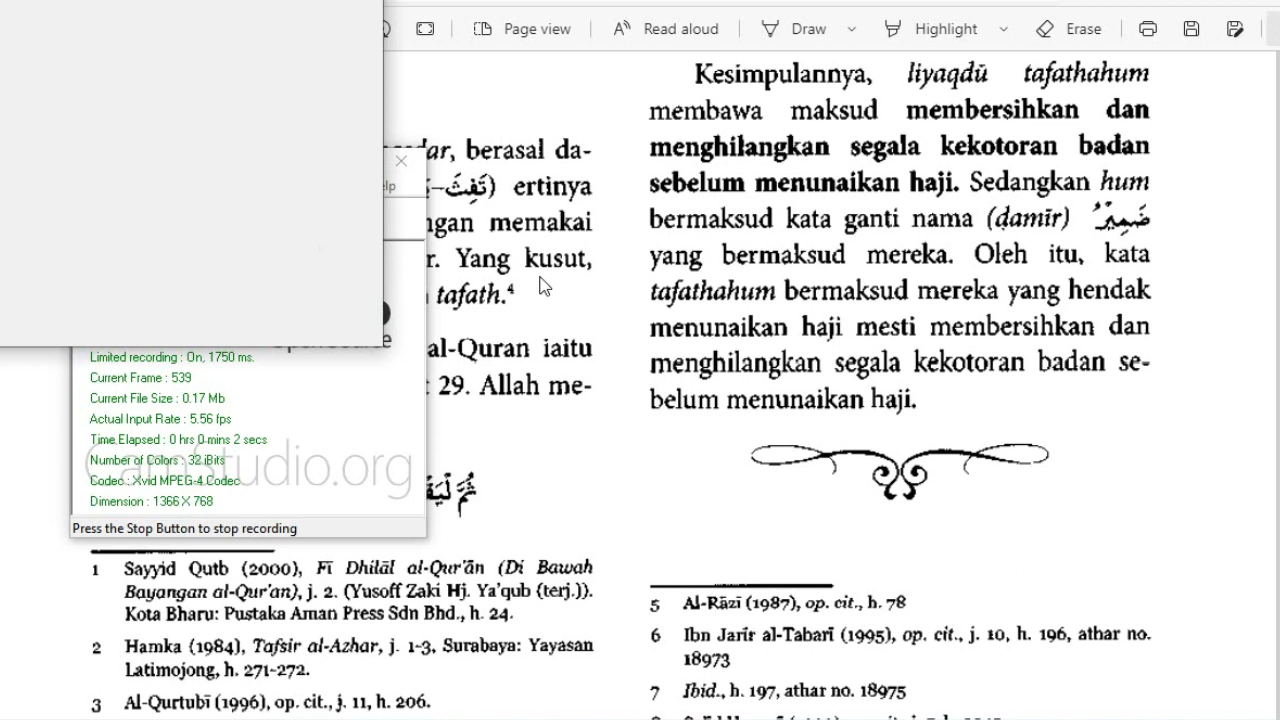 Page view
Read aloud
Draw
Highlight
Erase
elp
Limited recording : On, 1750 ms.
Current Frame : 539
Current File Size : 0.17 Mb
Actual Input Rate : 5.56 fps
Time Elapsed : 0 hrs 0 mins 2 secs
Number of Colors : 32 iBits
Codec : Xvid MPEG-4 Codec
Dimension : 1366 X 768
CamStudio.org
Press the Stop Button to stop recording
dar, berasal da-
(تَفِثَ– ertinya
ngan memakai
r. Yang kusut,
tafath.⁴
al-Quran iaitu
29. Allah me-
ثُمَّ
1 Sayyid Qutb (2000), Fī Dhilāl al-Qur'ān (Di Bawah
Bayangan al-Qur'an), j. 2. (Yusoff Zaki Hj. Ya'qub (terj.)).
Kota Bharu: Pustaka Aman Press Sdn Bhd., h. 24.
2 Hamka (1984), Tafsir al-Azhar, j. 1-3, Surabaya: Yayasan
Latimojong, h. 271-272.
3 Al-Qurtubī (1996), op. cit., j. 11, h. 206.
Kesimpulannya, liyaqdū tafathahum
membawa maksud membersihkan dan
menghilangkan segala kekotoran badan
sebelum menunaikan haji. Sedangkan hum
bermaksud kata ganti nama (ḍamīr) ضَمِيرٌ
yang bermaksud mereka. Oleh itu, kata
tafathahum bermaksud mereka yang hendak
menunaikan haji mesti membersihkan dan
menghilangkan segala kekotoran badan se-
belum menunaikan haji.
5 Al-Rāzī (1987), op. cit., h. 78
6 Ibn Jarīr al-Tabarī (1995), op. cit., j. 10, h. 196, athar no.
18973
7 Ibid., h. 197, athar no. 18975